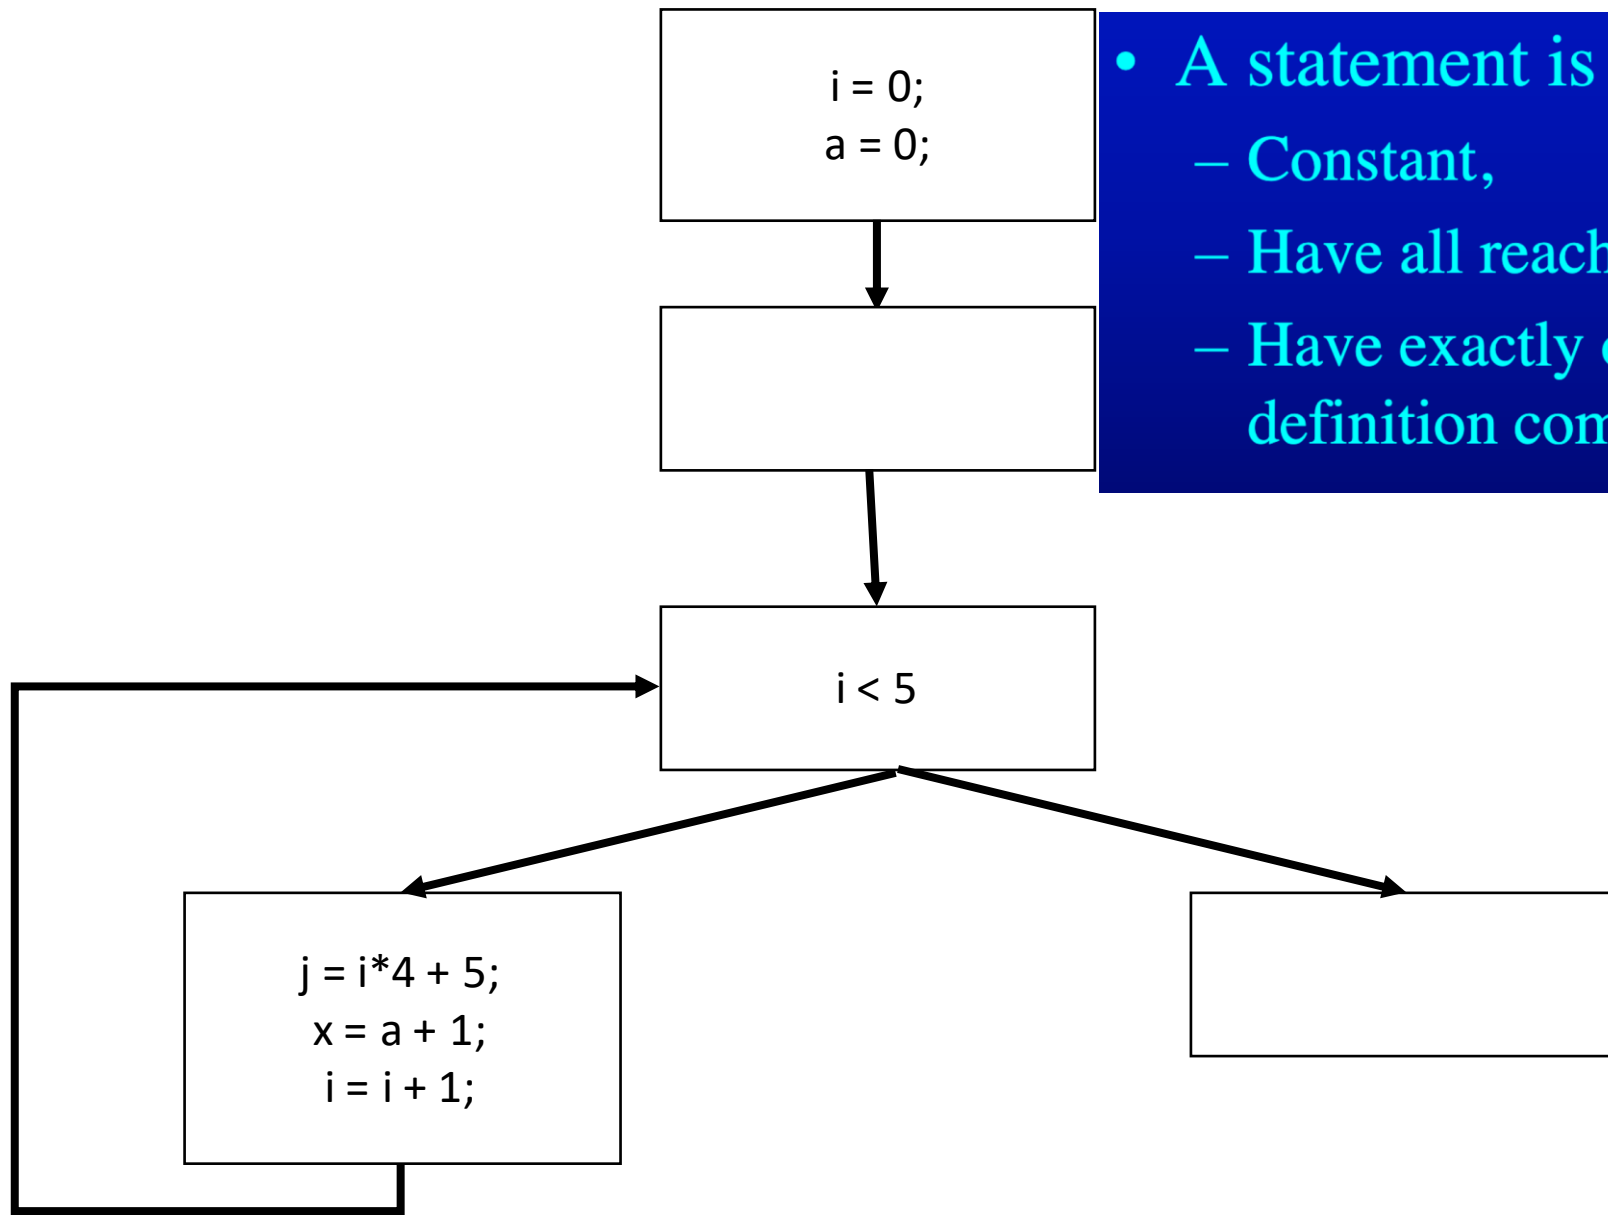 i = 0;
a = 0;
• A statement is
– Constant,
– Have all reach
– Have exactly
definition com
i < 5
j = i*4 + 5;
x = a + 1;
i = i + 1;